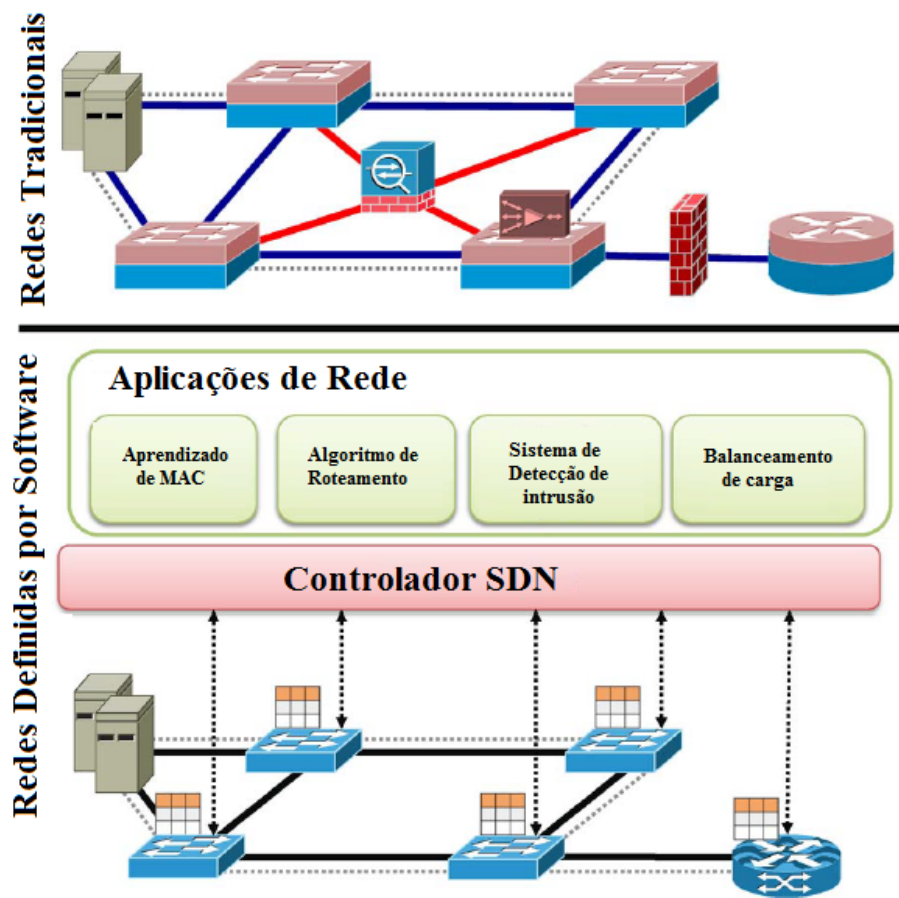 Redes Tradicionais
Redes Definidas por Software
Aplicações de Rede
Aprendizado
de MAC
Algoritmo de
Roteamento
Sistema de
Detecção de
intrusão
Balanceamento
de carga
Controlador SDN